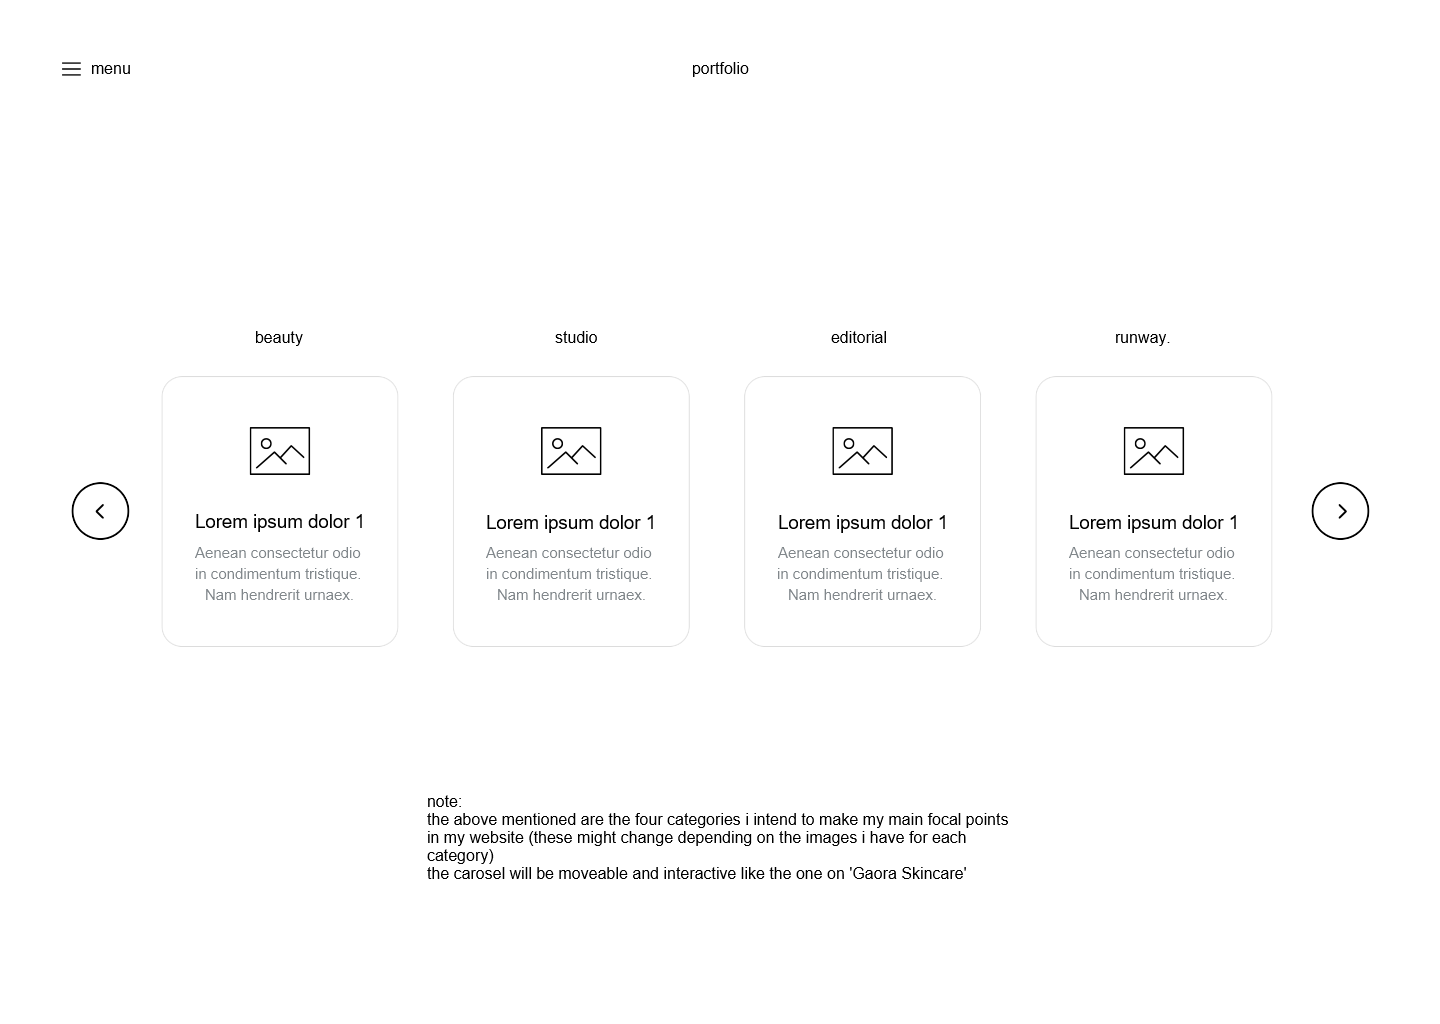 menu
portfolio
beauty
studio
editorial
runway.
Lorem ipsum dolor 1
Aenean consectetur odio
in condimentum tristique.
Nam hendrerit urnaex.
Lorem ipsum dolor 1
Aenean consectetur odio
in condimentum tristique.
Nam hendrerit urnaex.
Lorem ipsum dolor 1
Aenean consectetur odio
in condimentum tristique.
Nam hendrerit urnaex.
Lorem ipsum dolor 1
Aenean consectetur odio
in condimentum tristique.
Nam hendrerit urnaex.
note:
the above mentioned are the four categories i intend to make my main focal points
in my website (these might change depending on the images i have for each
category)
the carosel will be moveable and interactive like the one on 'Gaora Skincare'